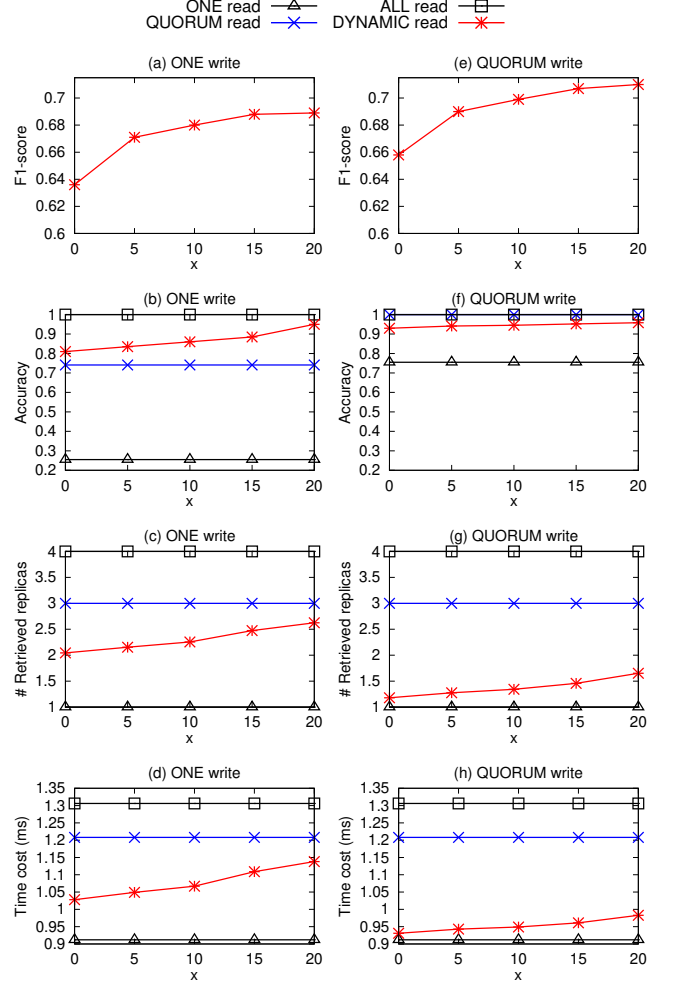 ONE read
ALL read
QUORUM read
DYNAMIC read
(a) ONE write
F1-score
0.7
0.68
0.66
0.64
0.62
0.6
0 5 10 15 20
x
(e) QUORUM write
F1-score
0.7
0.68
0.66
0.64
0.62
0.6
0 5 10 15 20
x
(b) ONE write
Accuracy
1
0.9
0.8
0.7
0.6
0.5
0.4
0.3
0.2
0 5 10 15 20
x
(f) QUORUM write
Accuracy
1
0.9
0.8
0.7
0.6
0.5
0.4
0.3
0.2
0 5 10 15 20
x
(c) ONE write
# Retrieved replicas
4
3.5
3
2.5
2
1.5
1
0 5 10 15 20
x
(g) QUORUM write
# Retrieved replicas
4
3.5
3
2.5
2
1.5
1
0 5 10 15 20
x
(d) ONE write
Time cost (ms)
1.35
1.3
1.25
1.2
1.15
1.1
1.05
1
0.95
0.9
0 5 10 15 20
x
(h) QUORUM write
Time cost (ms)
1.35
1.3
1.25
1.2
1.15
1.1
1.05
1
0.95
0.9
0 5 10 15 20
x